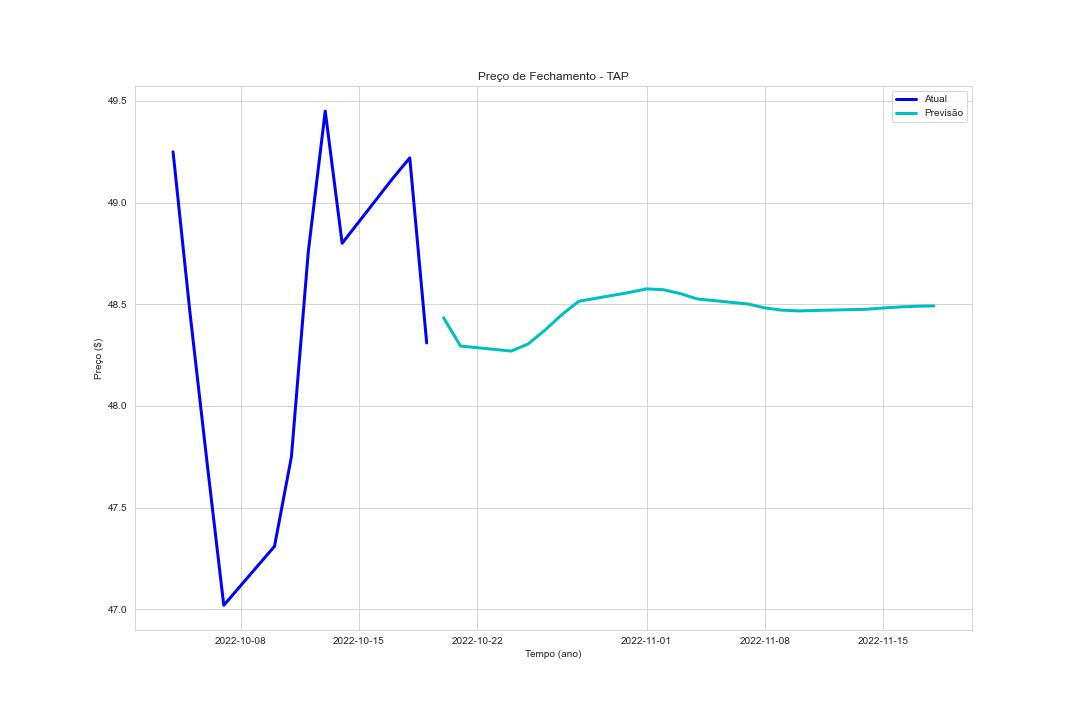 Preço de Fechamento - TAP
Atual
Previsão
49.5
49.0
48.5
48.0
47.5
47.0
Preço ($)
2022-10-08
2022-10-15
2022-10-22
2022-11-01
2022-11-08
2022-11-15
Tempo (ano)